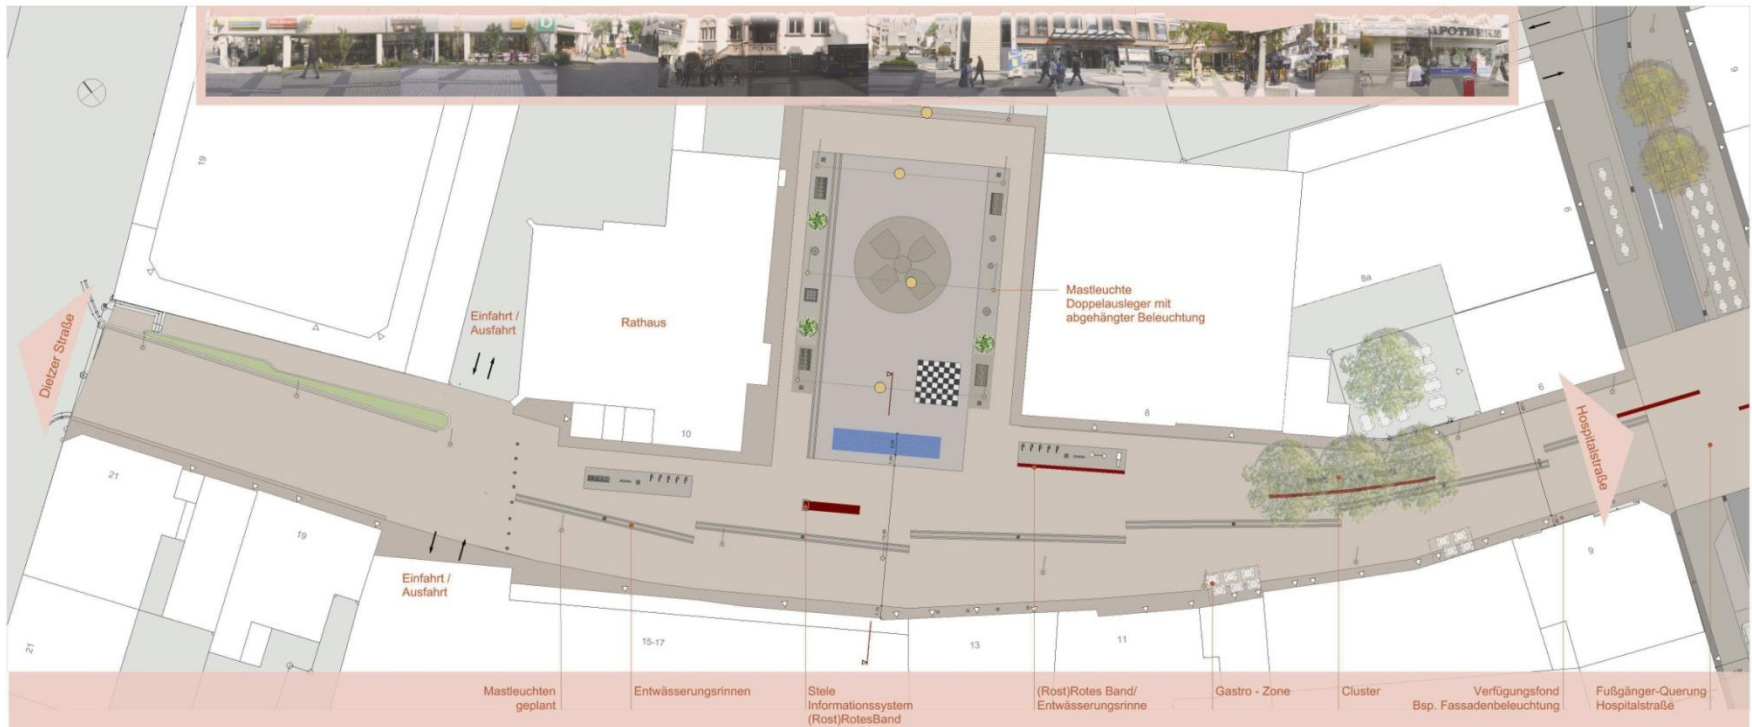 APOTHEKE
19
9
6
8a
Dietzer Straße
Einfahrt /
Ausfahrt
Rathaus
Mastleuchte
Doppelausleger mit
abgehängter Beleuchtung
10
8
6
Hospitalstraße
21
19
Einfahrt /
Ausfahrt
9
21
15-17
13
11
Mastleuchten
geplant
Entwässerungsrinnen
Stele
Informationssystem
(Rost)RotesBand
(Rost)Rotes Band/
Entwässerungsrinne
Gastro - Zone
Cluster
Verfügungsfond
Bsp. Fassadenbeleuchtung
Fußgänger-Querung
Hospitalstraße